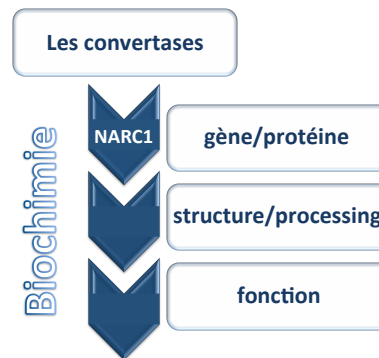 Les convertases
Biochimie
NARC1
gène/protéine
structure/processing
fonction